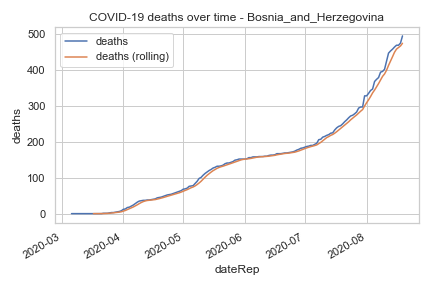 COVID-19 deaths over time - Bosnia_and_Herzegovina
deaths
deaths (rolling)
500
400
300
200
100
0
deaths
2020-03
2020-04
2020-05
2020-06
2020-07
2020-08
dateRep